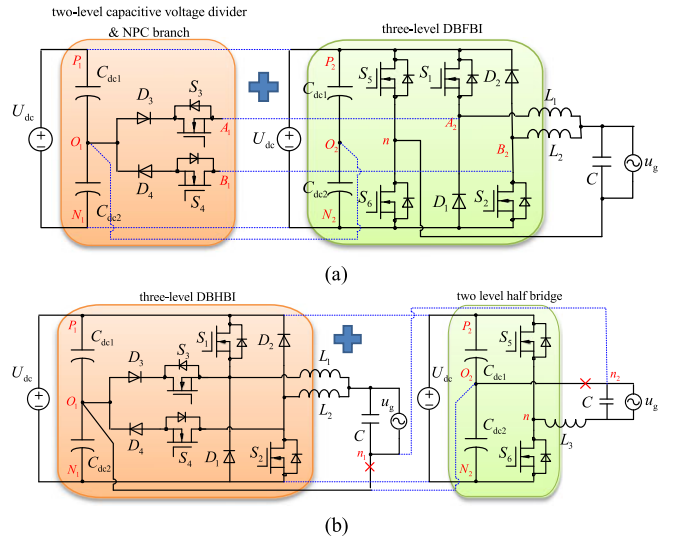 two-level capacitive voltage divider
& NPC branch
three-level DBFBI
P1
Cdc1
D3
S3
A1
Udc
O1
D4
S4
B1
Cdc2
N1
P2
Cdc1
S5
S1
D2
L1
A2
Udc
O2
n
B2
L2
C
ug
Cdc2
S6
D1
S2
N2
(a)
three-level DBHBI
two level half bridge
P1
Cdc1
S1
D2
D3
S3
L1
Udc
O1
L2
ug
C
D4
S4
D1
S2
n1
Cdc2
N1
P2
S5
O2
Cdc1
n2
Udc
n
C
ug
L3
Cdc2
S6
N2
(b)